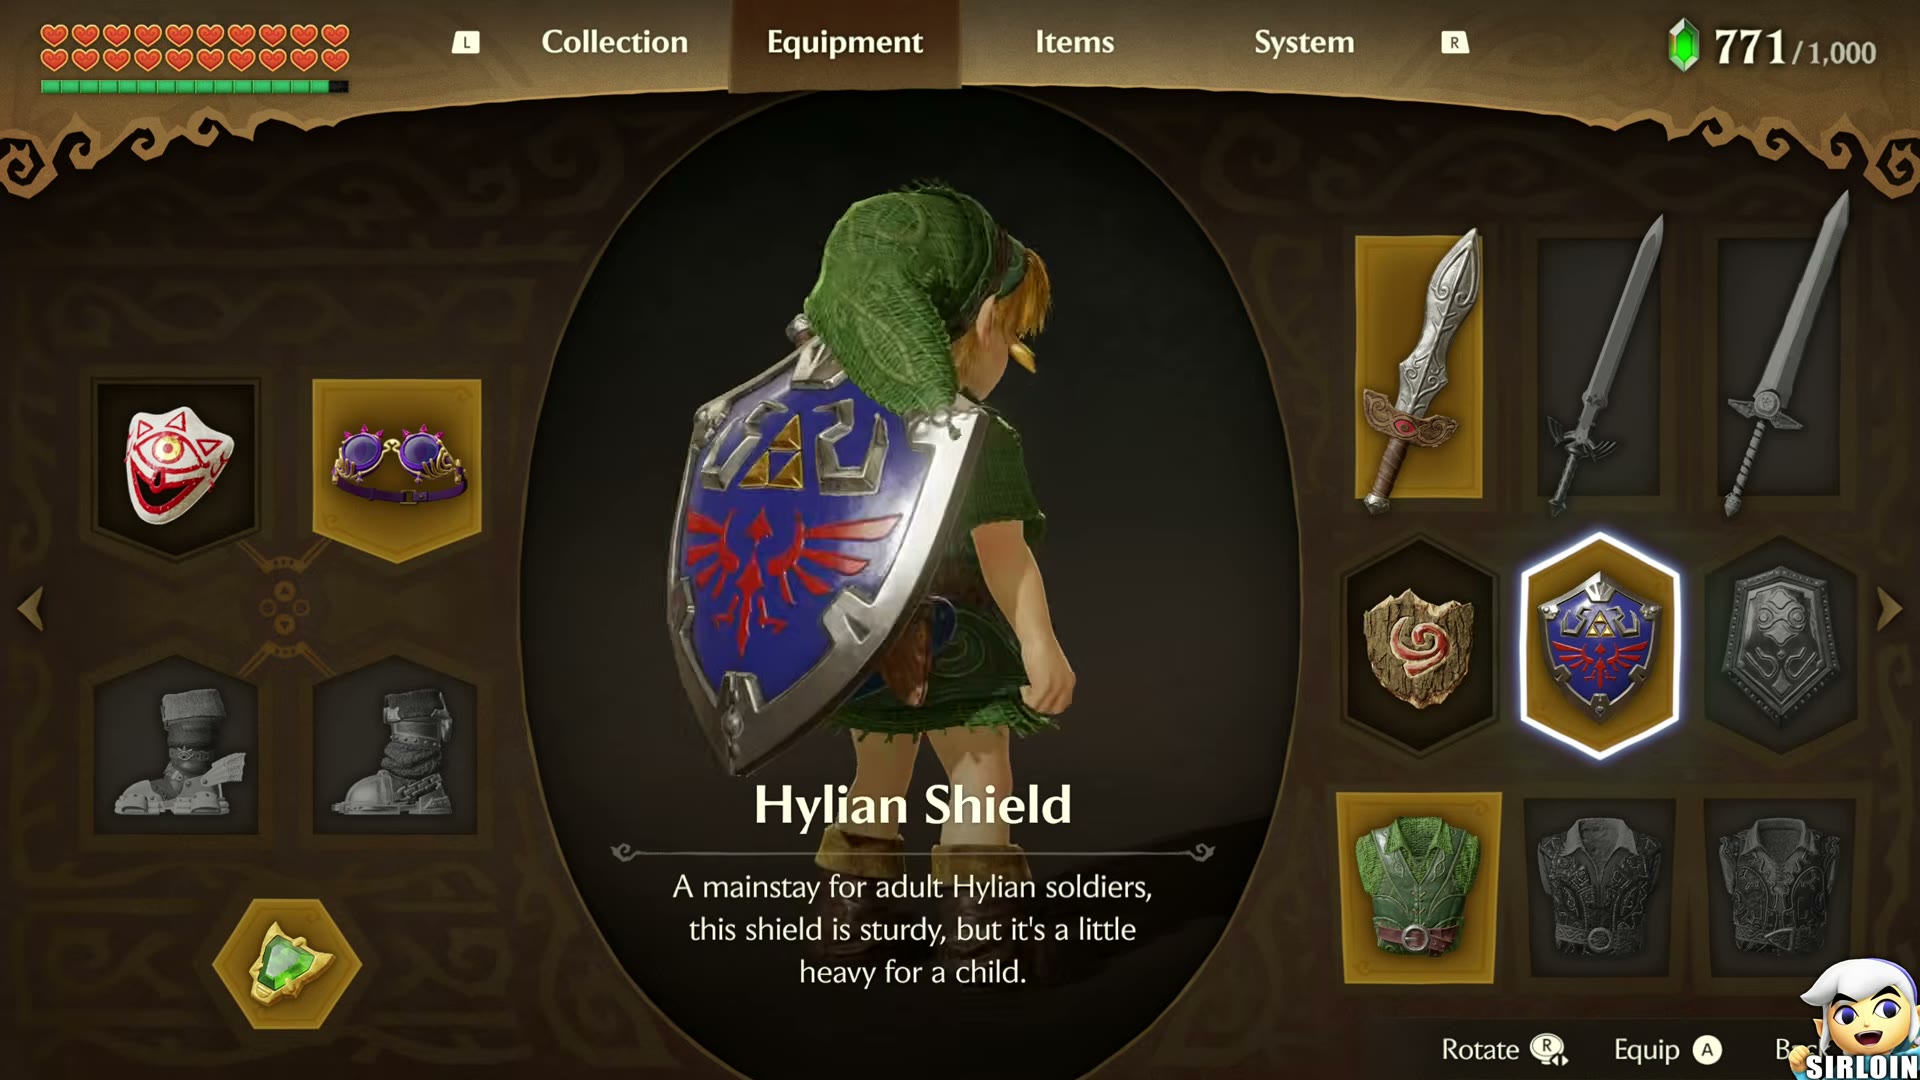 L
Collection
Equipment
Items
System
R
771/1,000
Hylian Shield
A mainstay for adult Hylian soldiers,
this shield is sturdy, but it's a little
heavy for a child.
Rotate R
Equip A
SIRLOIN